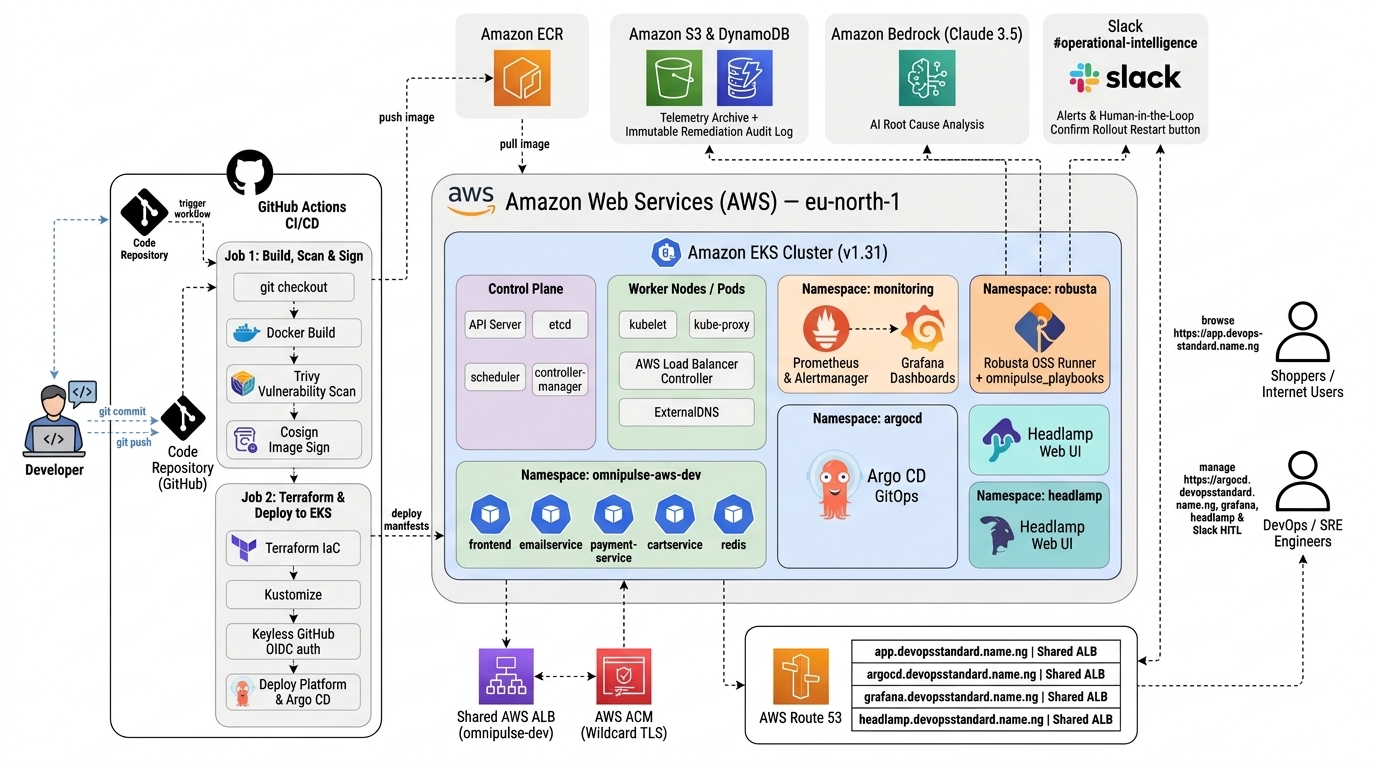 Amazon ECR
Amazon S3 & DynamoDB
Telemetry Archive +
Immutable Remediation Audit Log
Amazon Bedrock (Claude 3.5)
AI Root Cause Analysis
Slack
#operational-intelligence
slack
Alerts & Human-in-the-Loop
Confirm Rollout Restart button
push image
pull image
GitHub Actions
CI/CD
trigger
workflow
Code
Repository
Job 1: Build, Scan & Sign
git checkout
Docker Build
Trivy
Vulnerability Scan
Cosign
Image Sign
Developer
git commit
git push
Code
Repository
(GitHub)
Job 2: Terraform &
Deploy to EKS
Terraform IaC
Kustomize
Keyless GitHub
OIDC auth
Deploy Platform
& Argo CD
deploy
manfests
aws
Amazon Web Services (AWS) — eu-north-1
Amazon EKS Cluster (v1.31)
Control Plane
API Server
etcd
scheduler
controller-
manager
Worker Nodes / Pods
kubelet
kube-proxy
AWS Load Balancer
Controller
ExternalDNS
Namespace: monitoring
Prometheus
& Alertmanager
Grafana
Dashboards
Namespace: robusta
Robusta OSS Runner
+ omnipulse_playbooks
Namespace: omnipulse-aws-dev
frontend
emailservice
payment-
service
cartservice
redis
Namespace: argocd
Argo CD
GitOps
Headlamp
Web UI
Namespace: headlamp
Headlamp
Web UI
browse
https://app.devops-
standard.name.ng
Shoppers /
Internet Users
manage
https://argocd.
devopsstandard.
name.ng, grafana,
headlamp &
Slack HITL
DevOps / SRE
Engineers
Shared AWS ALB
(omnipulse-dev)
AWS ACM
(Wildcard TLS)
AWS Route 53
app.devopsstandard.name.ng | Shared ALB
argocd.devopsstandard.name.ng | Shared ALB
grafana.devopsstandard.name.ng | Shared ALB
headlamp.devopsstandard.name.ng | Shared ALB